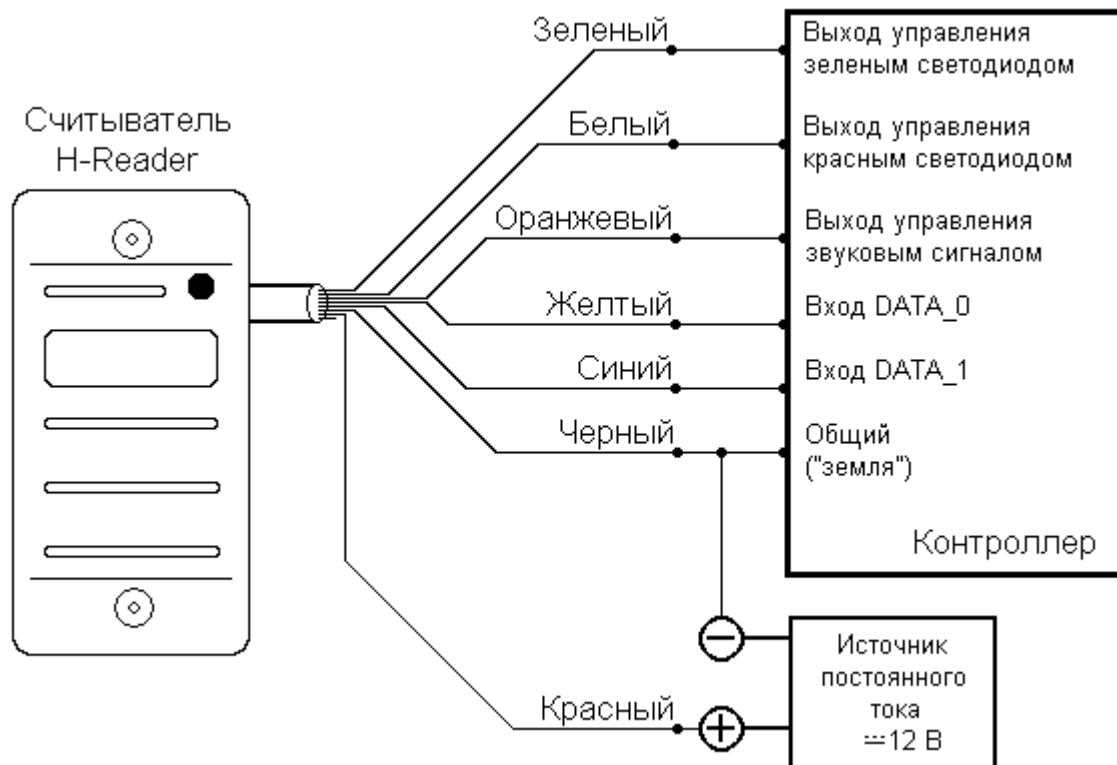 Считыватель
H-Reader
Зеленый
Белый
Оранжевый
Желтый
Синий
Черный
Красный
Выход управления
зеленым светодиодом
Выход управления
красным светодиодом
Выход управления
звуковым сигналом
Вход DATA_0
Вход DATA_1
Общий
("земля")
Контроллер
Источник
постоянного
тока
⎓12 В